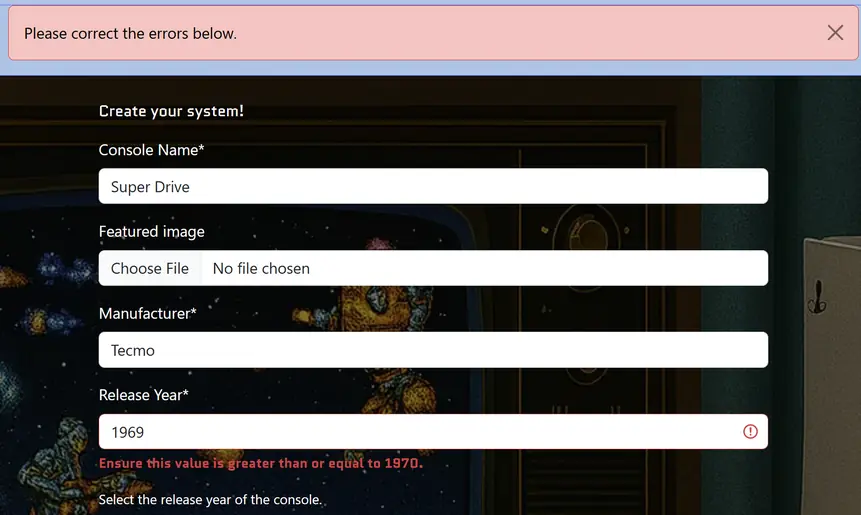 Please correct the errors below.
Create your system!
Console Name*
Super Drive
Featured image
Choose File No file chosen
Manufacturer*
Tecmo
Release Year*
1969
Ensure this value is greater than or equal to 1970.
Select the release year of the console.